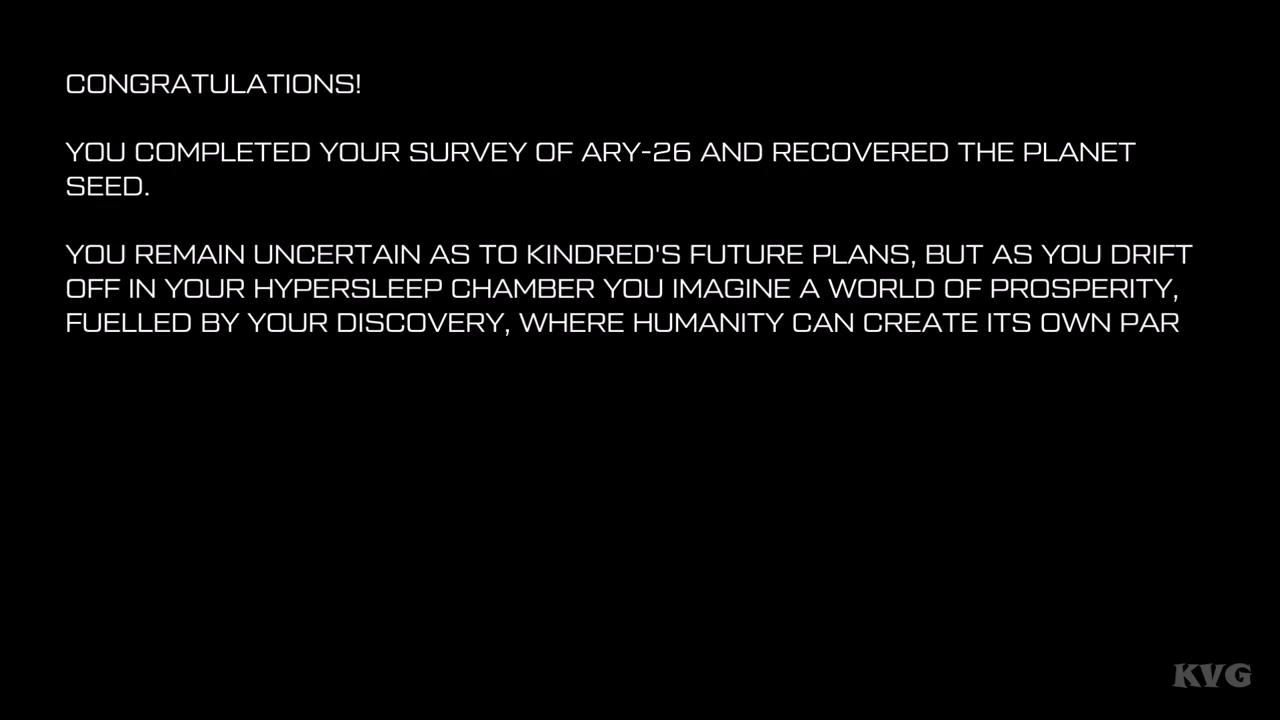 CONGRATULATIONS!
YOU COMPLETED YOUR SURVEY OF ARY-26 AND RECOVERED THE PLANET
SEED.
YOU REMAIN UNCERTAIN AS TO KINDRED'S FUTURE PLANS, BUT AS YOU DRIFT
OFF IN YOUR HYPERSLEEP CHAMBER YOU IMAGINE A WORLD OF PROSPERITY,
FUELLED BY YOUR DISCOVERY, WHERE HUMANITY CAN CREATE ITS OWN PAR
KVG